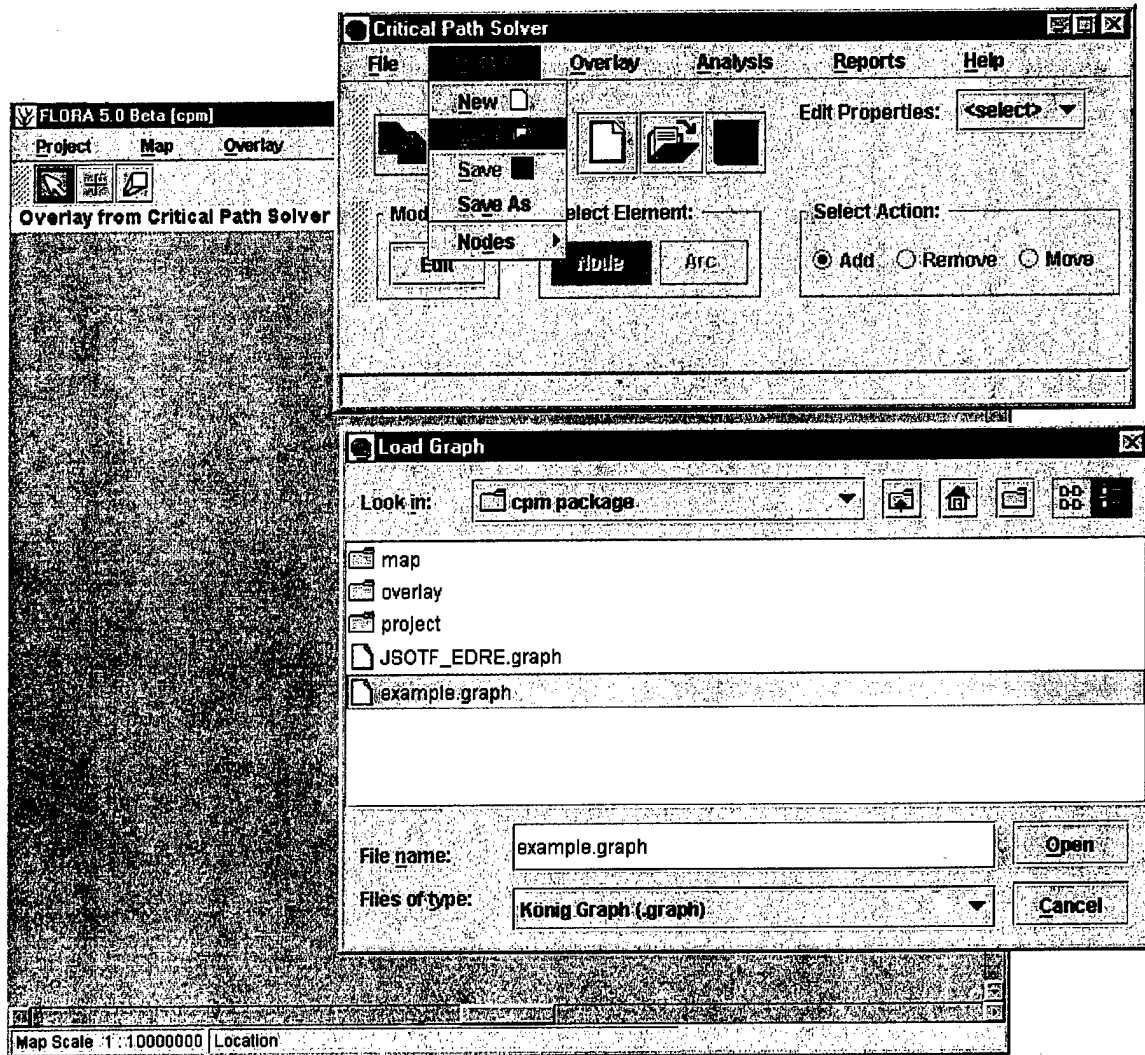 Critical Path Solver
File
Overlay
Analysis
Reports
Help
New
Save
Save As
Nodes
Edit Properties:
<select>
Select Element:
Edit
Node
Arc
Select Action:
Add
Remove
Move
FLORA 5.0 Beta [cpm]
Project
Map
Overlay
Overlay from Critical Path Solver
Load Graph
Look in:
cpm package
map
overlay
project
JSOTF_EDRE.graph
example.graph
File name:
example.graph
Open
Files of type:
König Graph (.graph)
Cancel
Map Scale 1 : 10000000
Location